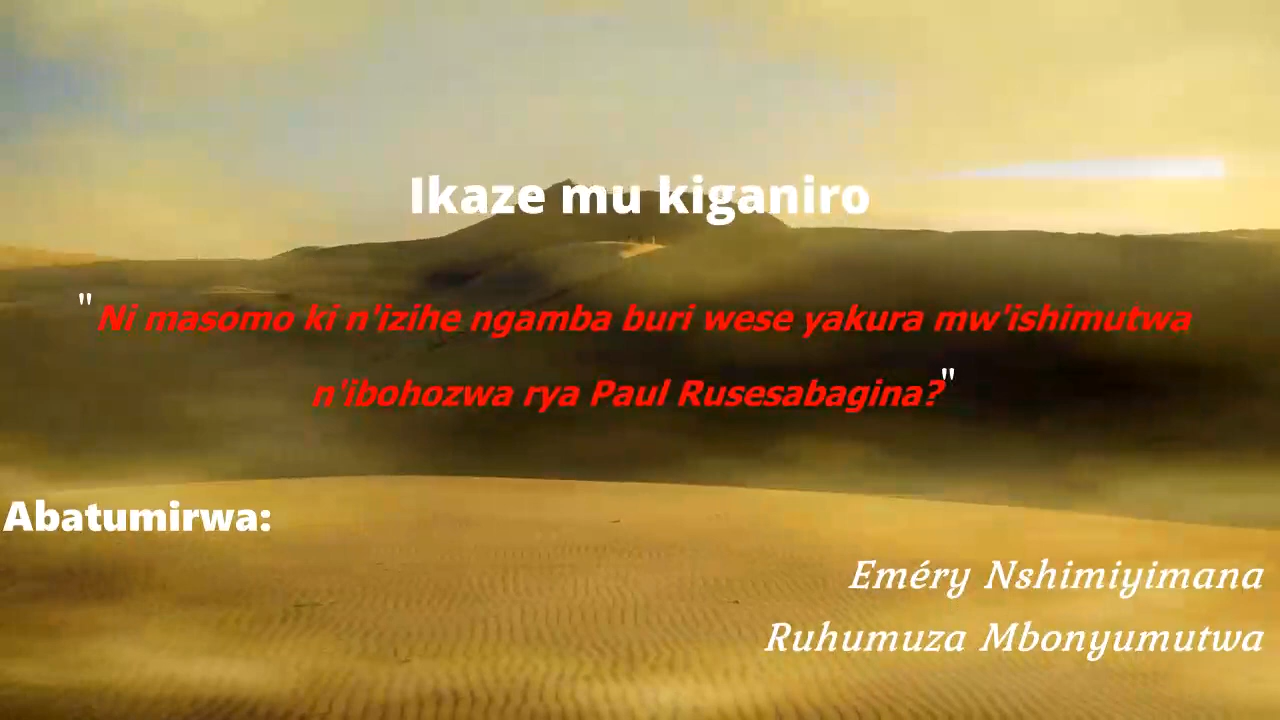 Ikaze mu kiganiro
"Ni masomo ki n'izihe ngamba buri wese yakura mw'ishimutwa
n'ibohozwa rya Paul Rusesabagina?"
Abatumirwa:
Eméry Nshimiyimana
Ruhumuza Mbonyumutwa